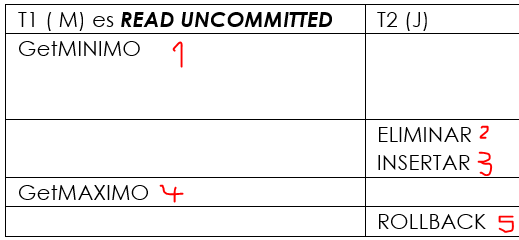 T1 ( M) es READ UNCOMMITTED T2 (J)
GetMINIMO 1
ELIMINAR 2
INSERTAR 3
GetMAXIMO 4
ROLLBACK 5